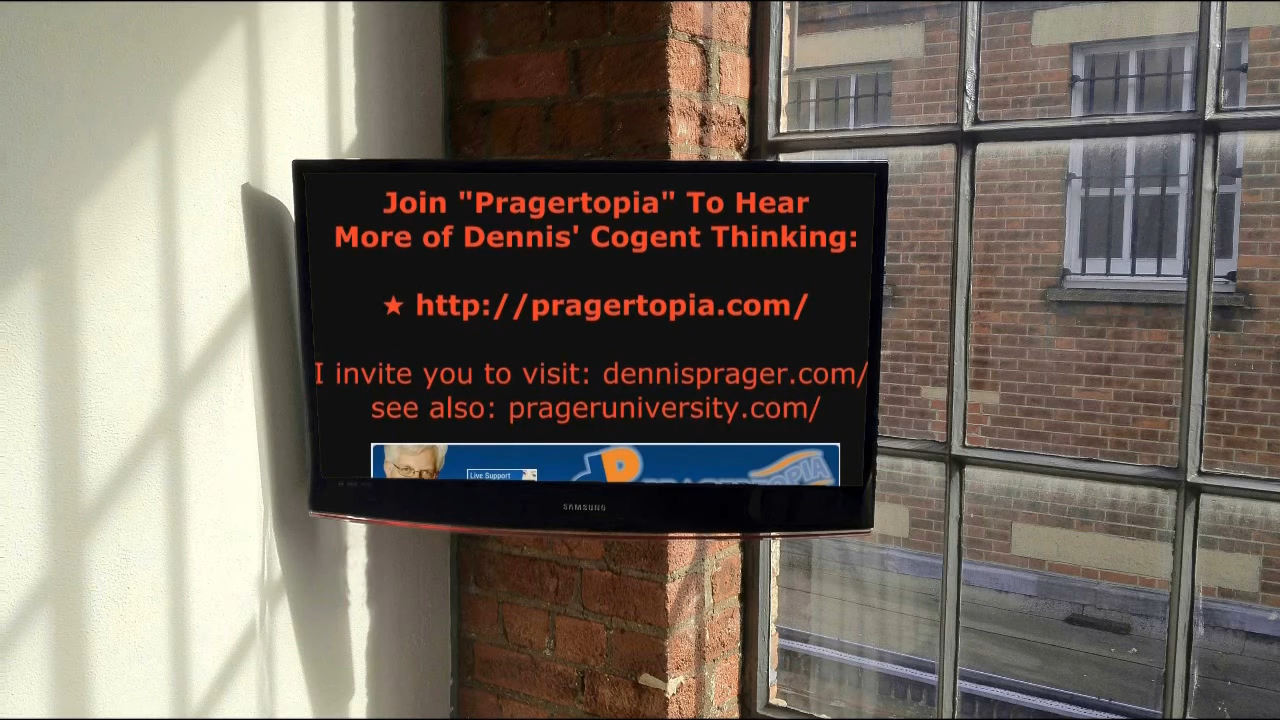 Join "Pragertopia" To Hear
More of Dennis' Cogent Thinking:
★ http://pragertopia.com/
I invite you to visit: dennisprager.com/
see also: prageruniversity.com/
Live Support
SAMSUNG